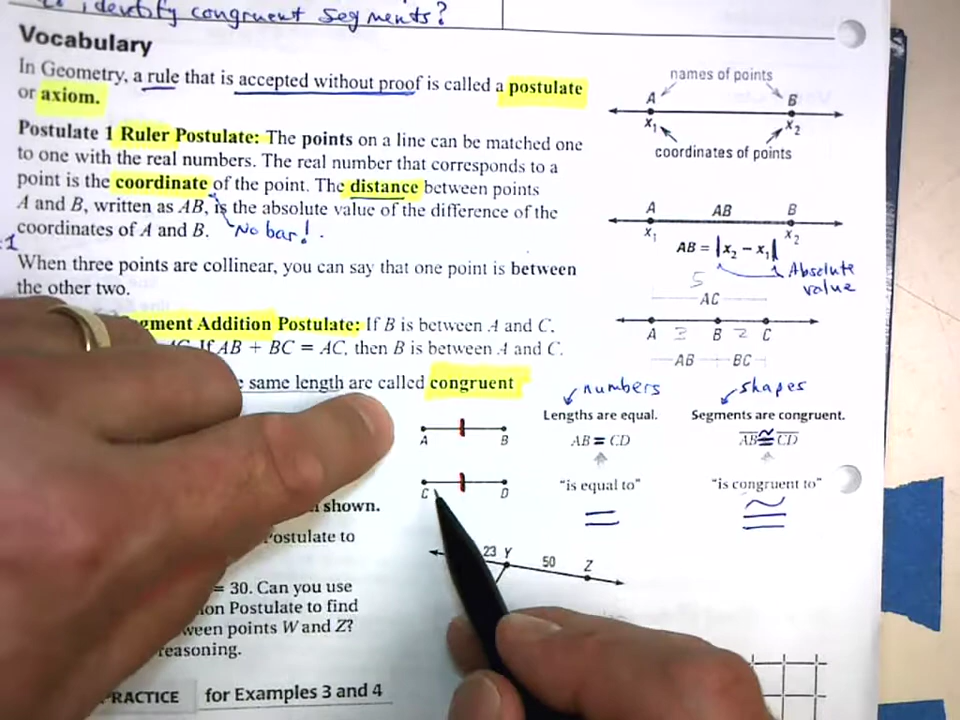 identify congruent segments?
Vocabulary
In Geometry, a rule that is accepted without proof is called a postulate
or axiom.
Postulate 1 Ruler Postulate: The points on a line can be matched one
to one with the real numbers. The real number that corresponds to a
point is the coordinate of the point. The distance between points
A and B, written as AB, is the absolute value of the difference of the
coordinates of A and B. No bar!
When three points are collinear, you can say that one point is between
the other two.
Addition Postulate: If B is between A and C,
If AB + BC = AC, then B is between A and C.
same length are called congruent
A B
C D
shown.
Postulate to
= 30. Can you use
Postulate to find
points W and Z?
reasoning.
PRACTICE for Examples 3 and 4
names of points
A B
x₁ x₂
coordinates of points
A AB B
x₁ x₂
AB = |x₂ − x₁|
Absolute
value
5
AC
A 3 B 2 C
AB BC
numbers shapes
Lengths are equal. Segments are congruent.
AB = CD A̅B̅ ≅ C̅D̅
"is equal to" "is congruent to"
= ≅
23 Y 50 Z